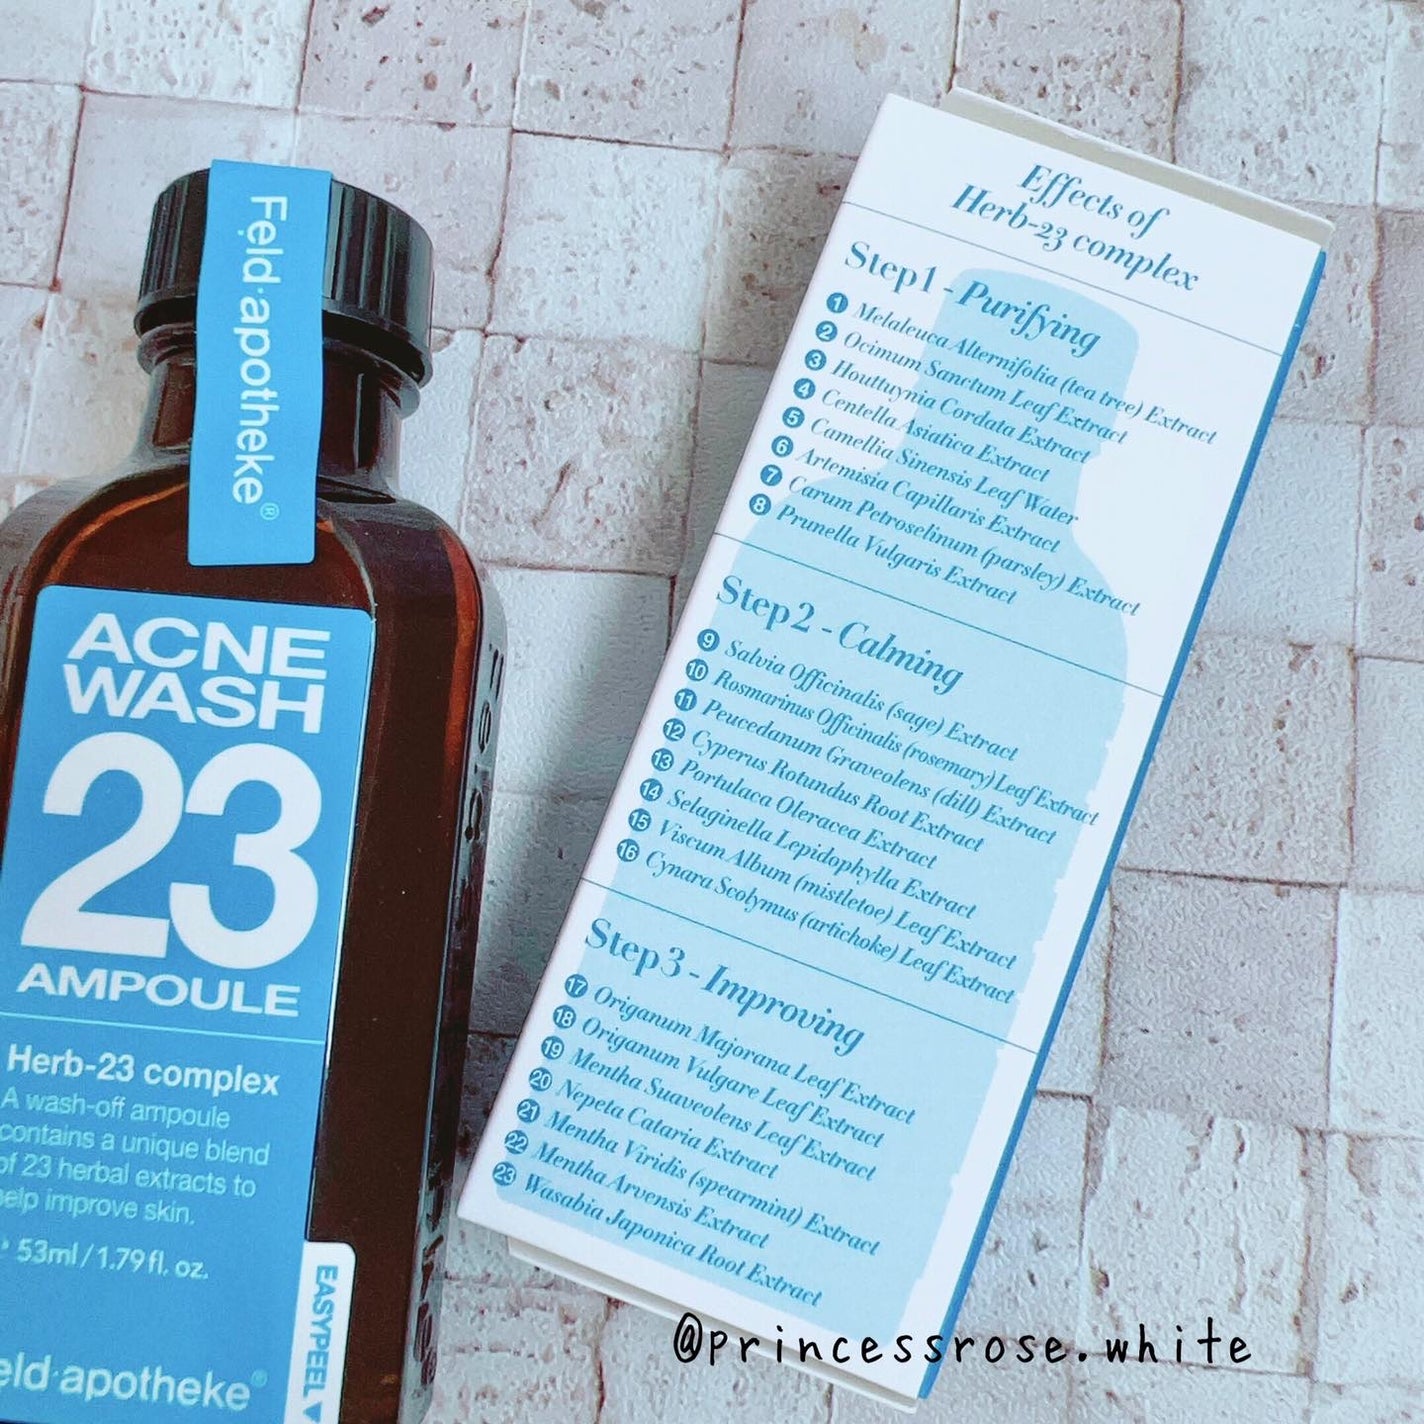 Fẹld·apotheke®
ACNE
WASH
23
AMPOULE
Herb-23 complex
A wash-off ampoule
contains a unique blend
of 23 herbal extracts to
help improve skin.
53ml / 1.79 fl. oz.
eld·apotheke®
EASYPEEL
Effects of
Herb-23 complex
Step1 - Purifying
1 Melaleuca Alternifolia (tea tree) Extract
2 Ocimum Sanctum Leaf Extract
3 Houttuynia Cordata Extract
4 Centella Asiatica Extract
5 Camellia Sinensis Leaf Water
6 Artemisia Capillaris Extract
7 Carum Petroselinum (parsley) Extract
8 Prunella Vulgaris Extract
Step2 - Calming
9 Salvia Officinalis (sage) Extract
10 Rosmarinus Officinalis (rosemary) Leaf Extract
11 Peucedanum Graveolens (dill) Extract
12 Cyperus Rotundus Root Extract
13 Portulaca Oleracea Extract
14 Selaginella Lepidophylla Extract
15 Viscum Album (mistletoe) Leaf Extract
16 Cynara Scolymus (artichoke) Leaf Extract
Step3 - Improving
17 Origanum Majorana Leaf Extract
18 Origanum Vulgare Leaf Extract
19 Mentha Suaveolens Leaf Extract
20 Nepeta Cataria Extract
21 Mentha Viridis (spearmint) Extract
22 Mentha Arvensis Extract
23 Wasabia Japonica Root Extract
@princessrose.white